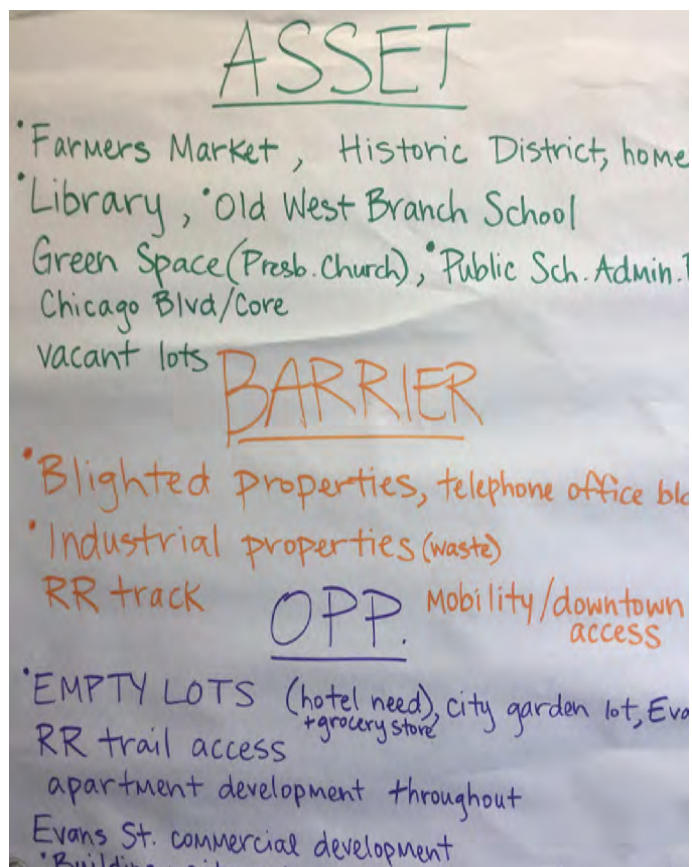 ASSET
•Farmers Market, Historic District, home
•Library, •Old West Branch School
Green Space (Presb. Church), •Public Sch. Admin.
Chicago Blvd/Core
vacant lots
BARRIER
•Blighted properties, telephone office
•Industrial properties (waste)
RR track
Mobility/downtown
access
OPP.
•EMPTY LOTS (hotel need), city garden lot,
+grocery store
RR trail access
apartment development throughout
Evans St. commercial development